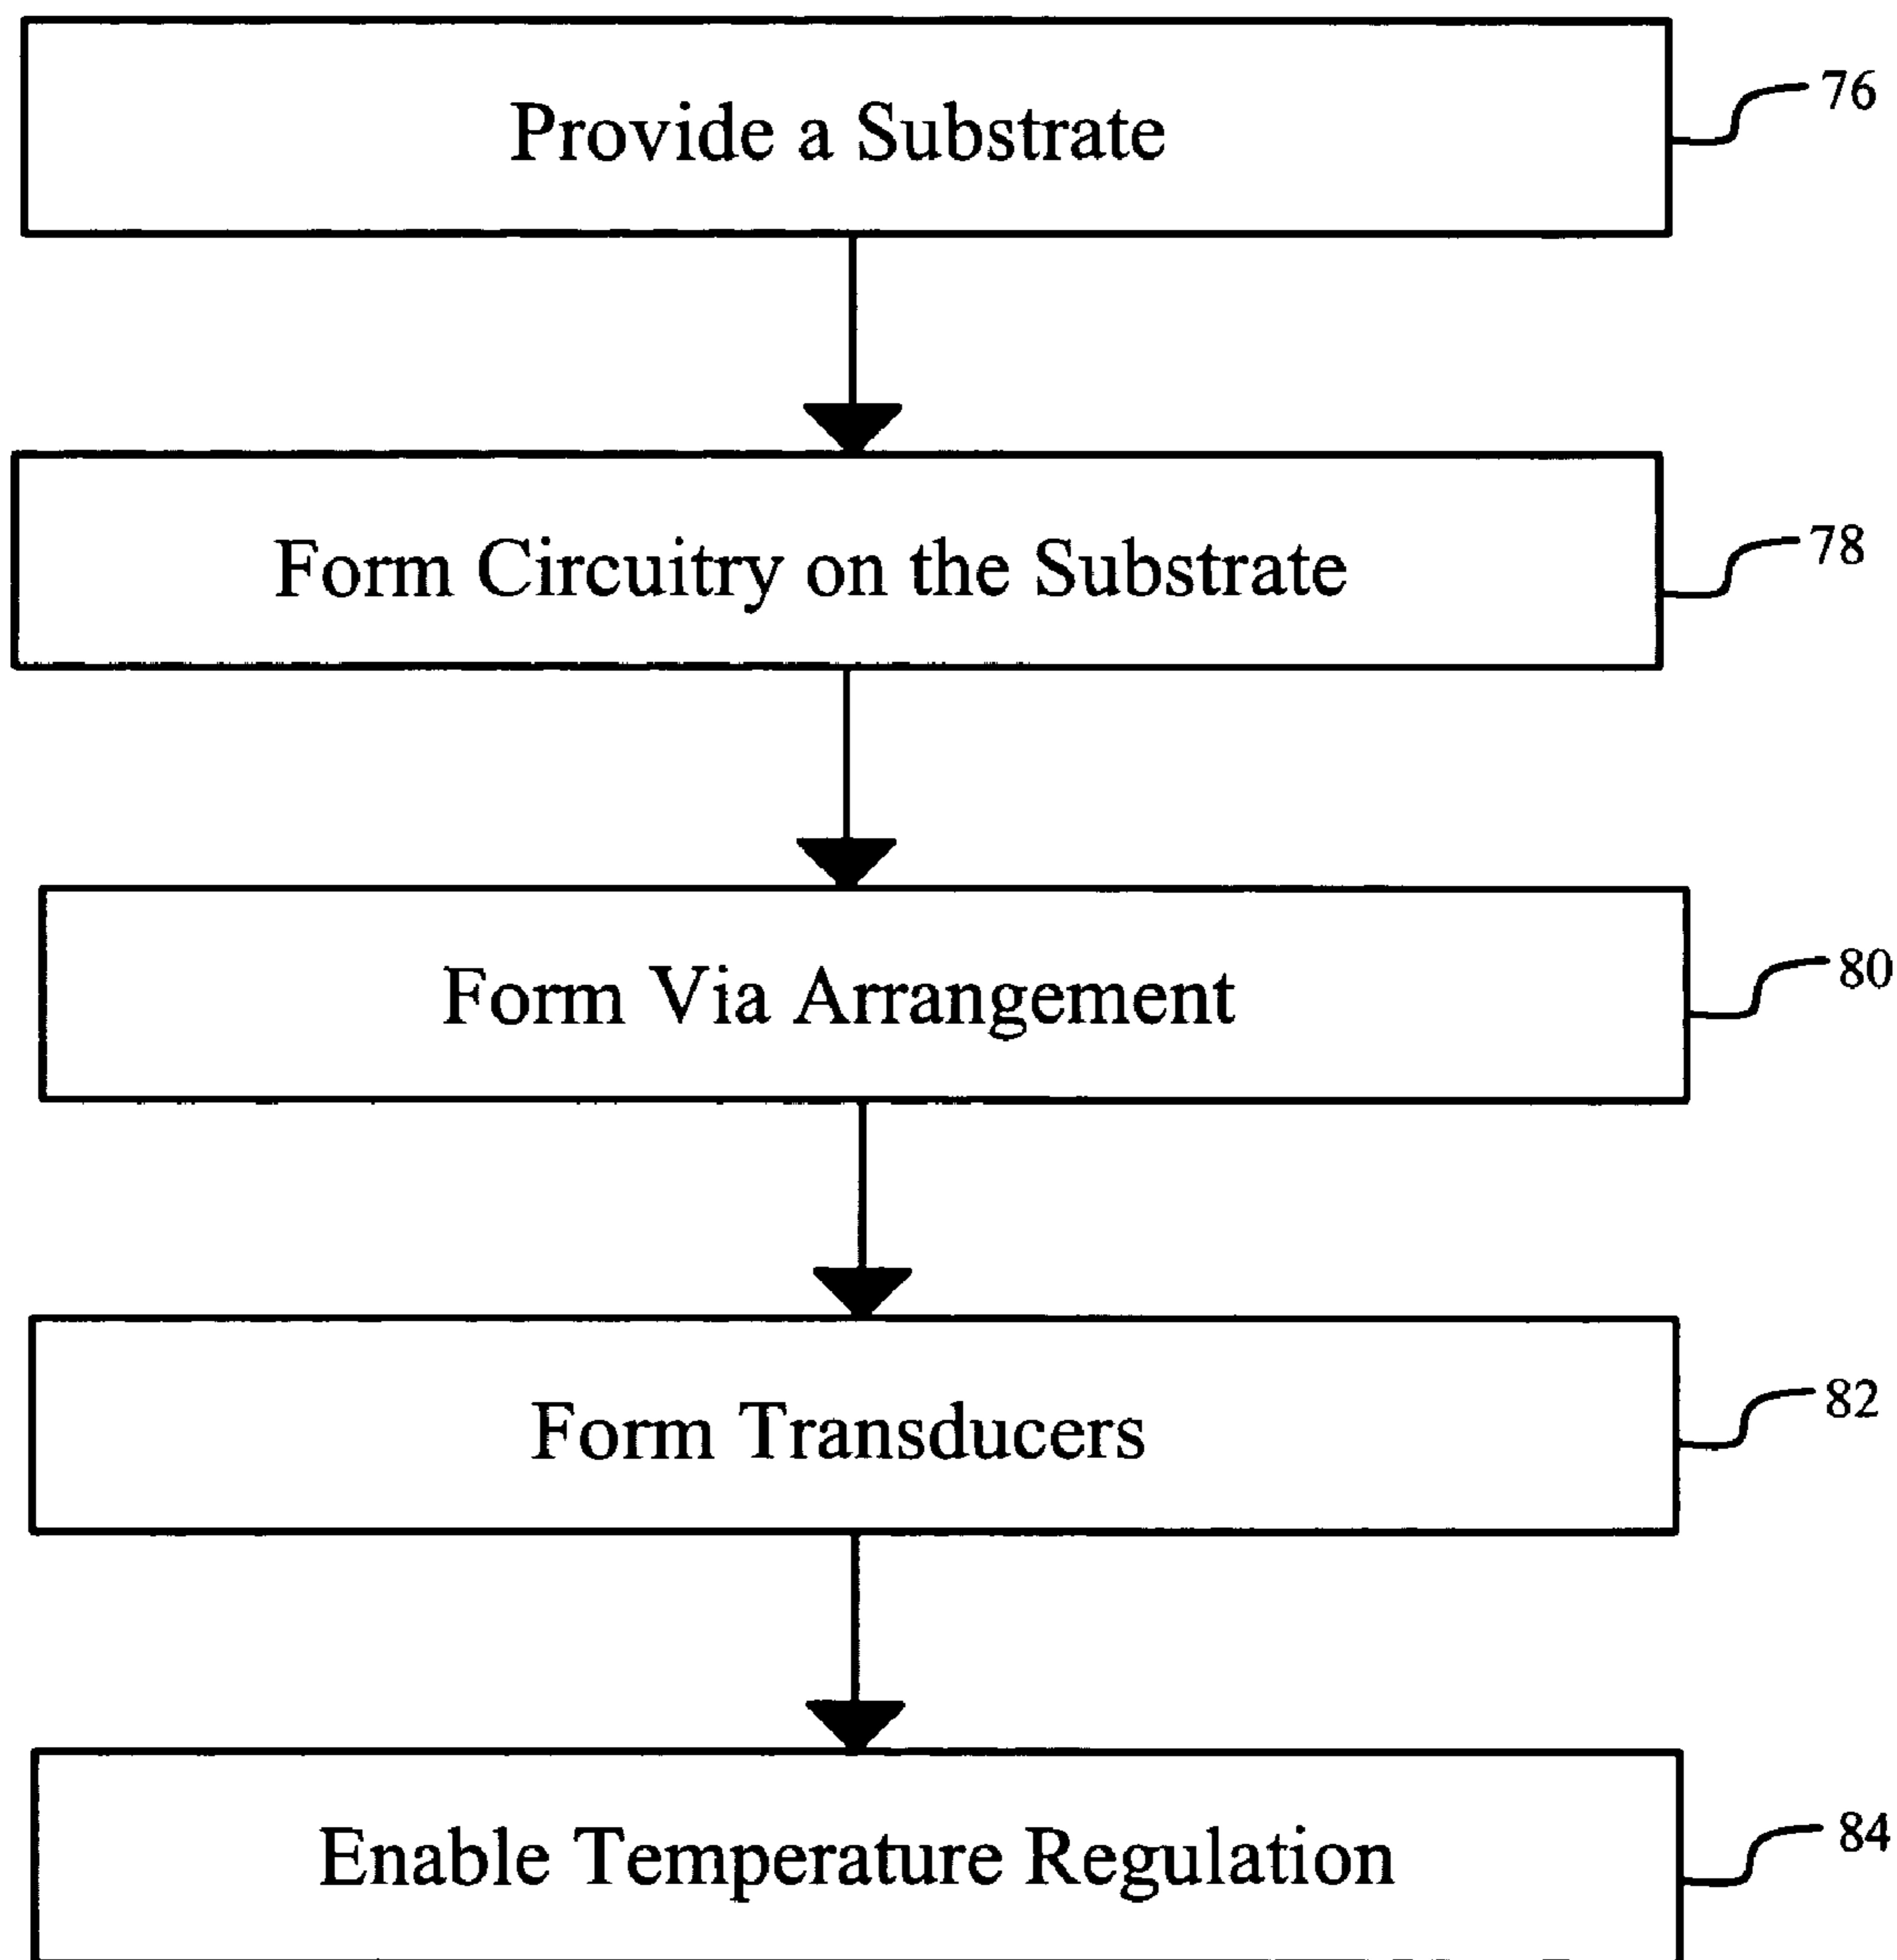 Provide a Substrate
76
Form Circuitry on the Substrate
78
Form Via Arrangement
80
Form Transducers
82
Enable Temperature Regulation
84